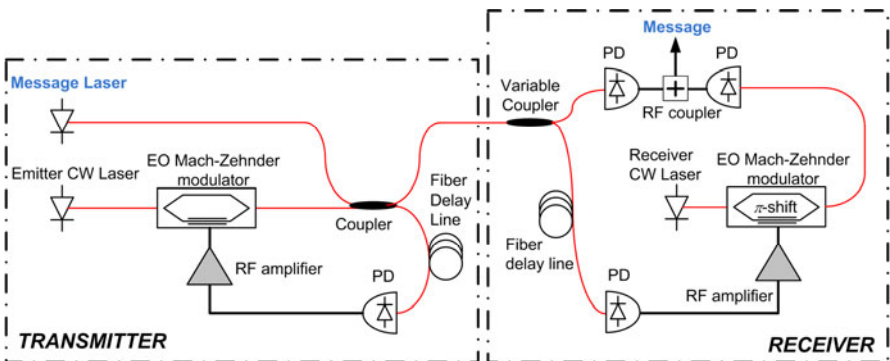 Message Laser
Emitter CW Laser
EO Mach-Zehnder
modulator
RF amplifier
Coupler
Fiber
Delay
Line
PD
TRANSMITTER
Variable
Coupler
PD
Message
PD
+
RF coupler
Receiver
CW Laser
EO Mach-Zehnder
modulator
π-shift
Fiber
delay line
PD
RF amplifier
RECEIVER